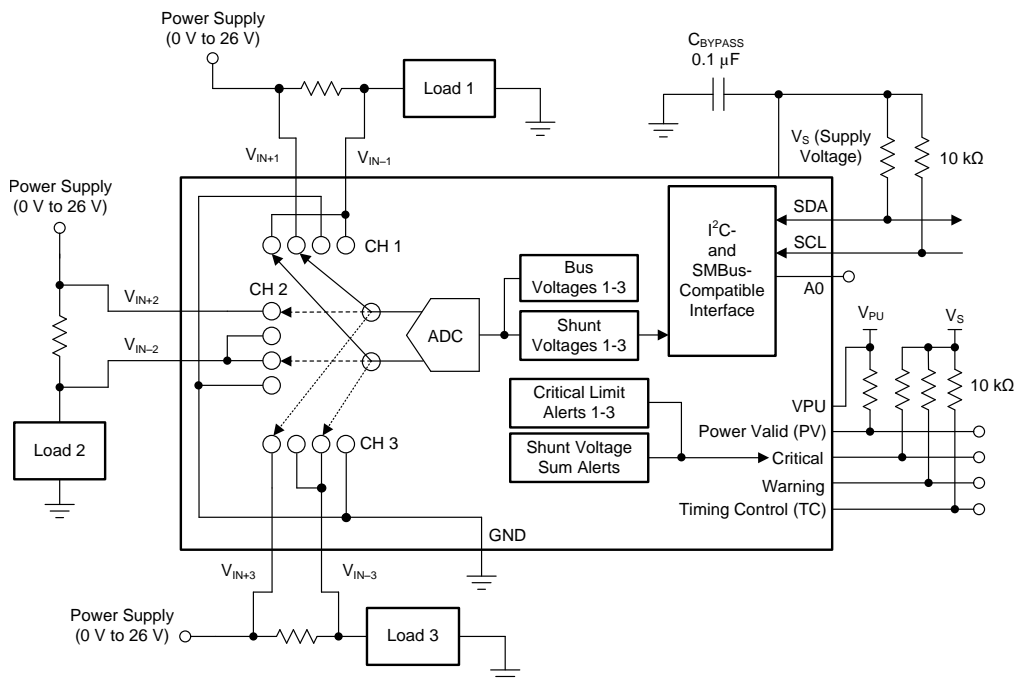 Power Supply
(0 V to 26 V)
Load 1
CBYPASS
0.1 μF
VIN+1
VIN–1
VS (Supply
Voltage)
10 kΩ
Power Supply
(0 V to 26 V)
SDA
SCL
A0
I2C-
and
SMBus-
Compatible
Interface
CH 1
CH 2
VIN+2
VIN–2
ADC
Bus
Voltages 1-3
Shunt
Voltages 1-3
VPU
VS
10 kΩ
Critical Limit
Alerts 1-3
Shunt Voltage
Sum Alerts
VPU
Power Valid (PV)
Critical
Warning
Timing Control (TC)
Load 2
CH 3
GND
VIN+3
VIN–3
Power Supply
(0 V to 26 V)
Load 3